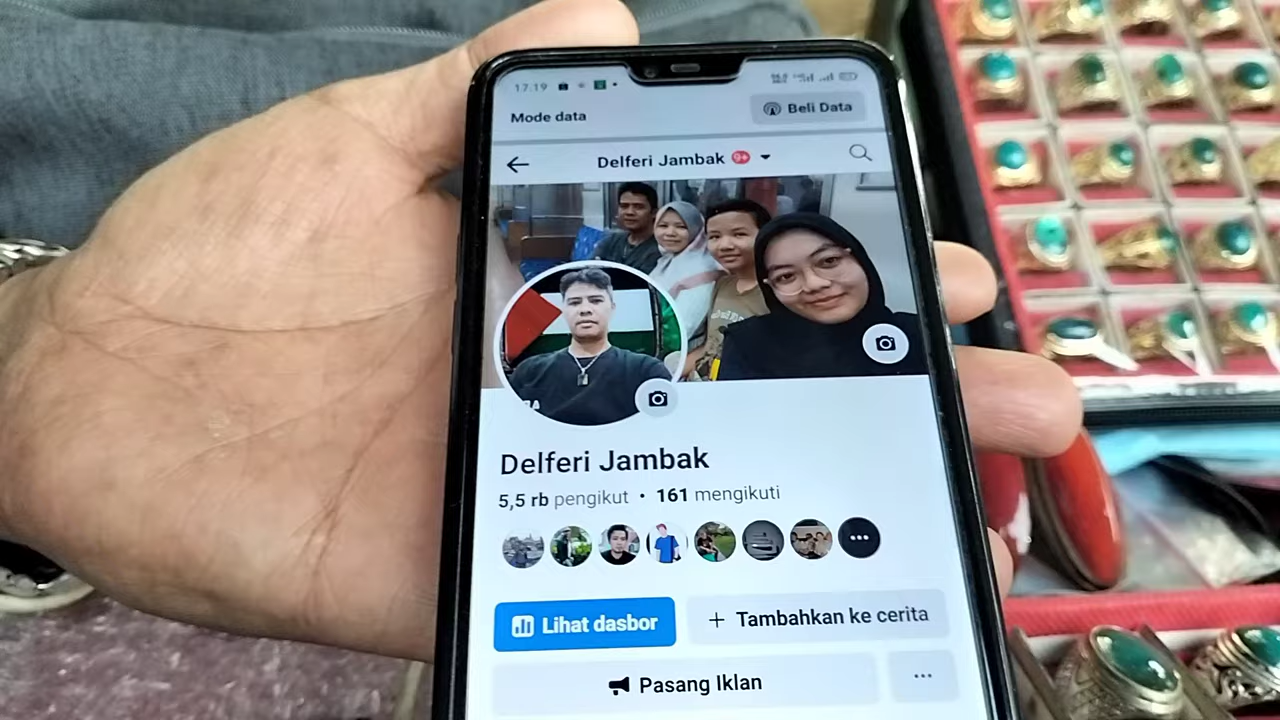 17.19
Mode data
Beli Data
Delferi Jambak 9+
Delferi Jambak
5,5 rb pengikut • 161 mengikuti
Lihat dasbor
+ Tambahkan ke cerita
Pasang Iklan